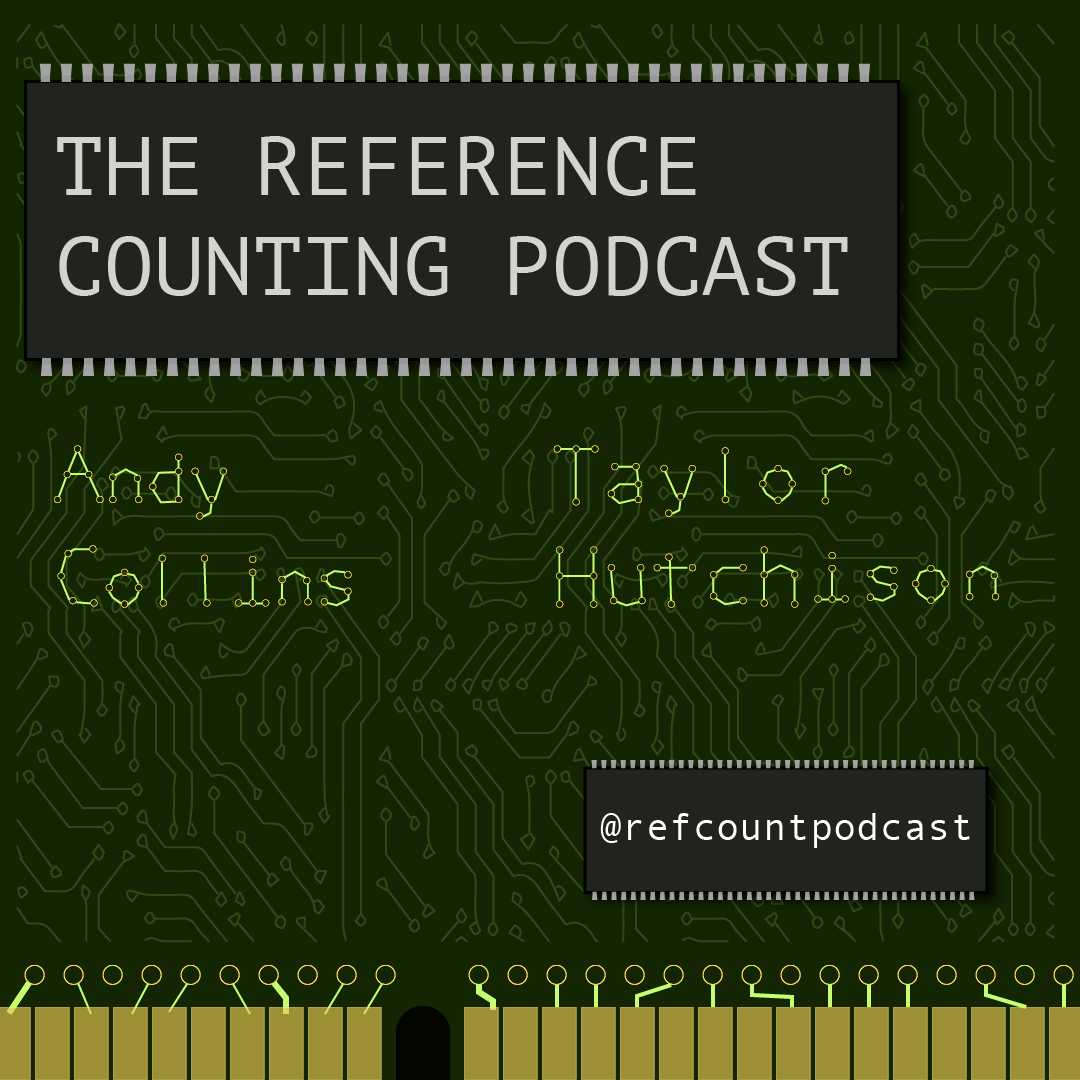 THE REFERENCE
COUNTING PODCAST
Andy
Collins
Taylor
Hutchison
@refcountpodcast